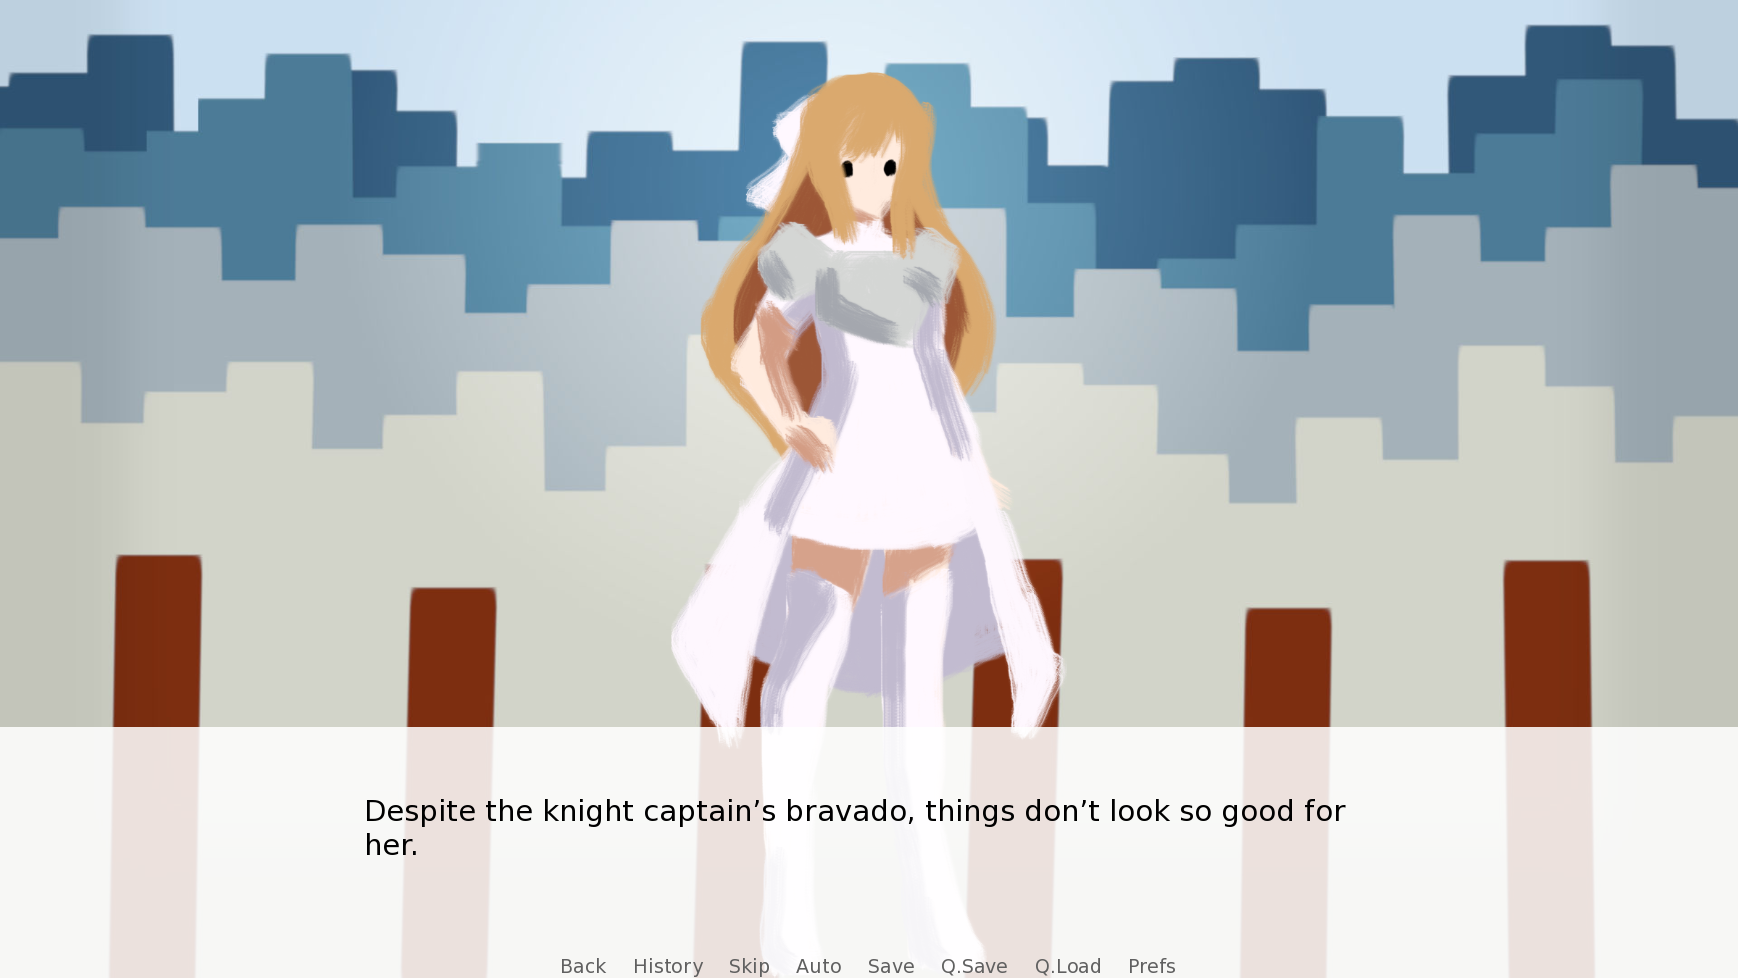 Despite the knight captain’s bravado, things don’t look so good for
her.
Back History Skip Auto Save Q.Save Q.Load Prefs